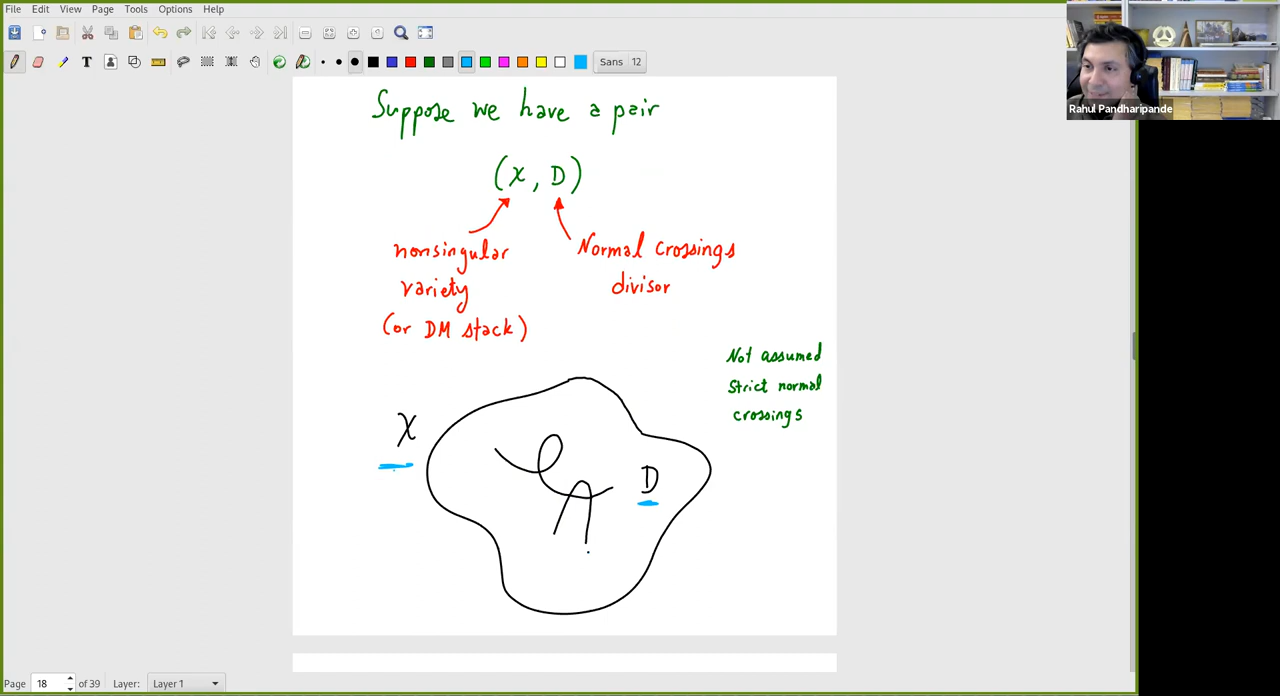 File Edit View Page Tools Options Help
T
Sans 12
Rahul Pandharipande
Suppose we have a pair
(X, D)
nonsingular
variety
(or DM stack)
Normal Crossings
divisor
Not assumed
Strict normal
crossings
X
D
Page 18 of 39 Layer: Layer 1